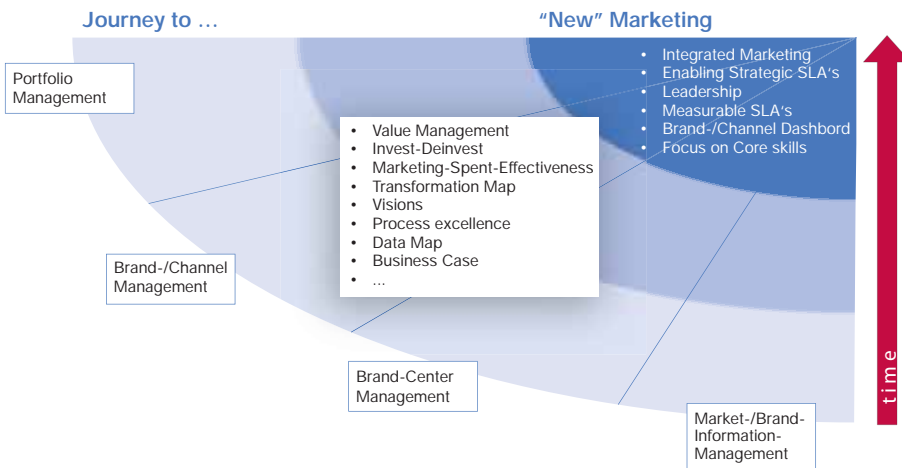 Journey to ...
“New” Marketing
• Integrated Marketing
• Enabling Strategic SLA‘s
• Leadership
• Measurable SLA‘s
• Brand-/Channel Dashbord
• Focus on Core skills
Portfolio
Management
• Value Management
• Invest-Deinvest
• Marketing-Spent-Effectiveness
• Transformation Map
• Visions
• Process excellence
• Data Map
• Business Case
• ...
Brand-/Channel
Management
Brand-Center
Management
Market-/Brand-
Information-
Management
time